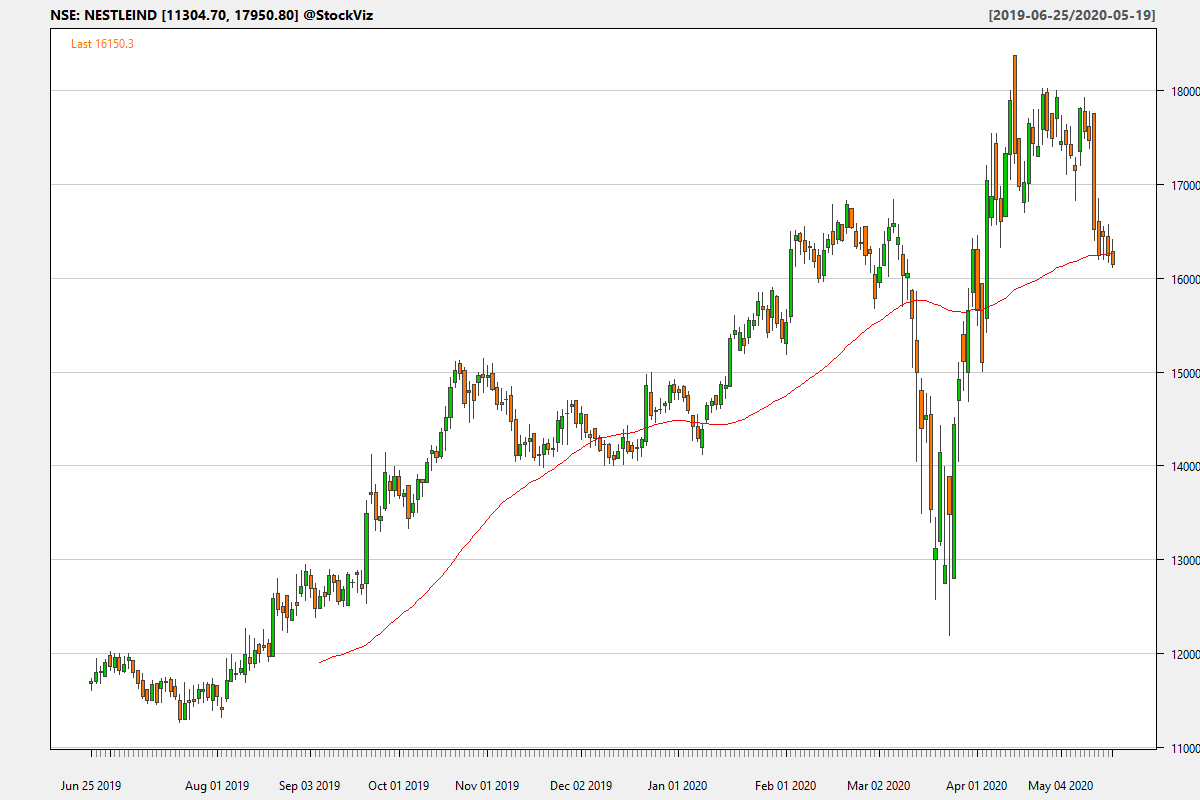 NSE: NESTLEIND [11304.70, 17950.80] @StockViz [2019-06-25/2020-05-19]
Last 16150.3
18000
17000
16000
15000
14000
13000
12000
11000
Jun 25 2019 Aug 01 2019 Sep 03 2019 Oct 01 2019 Nov 01 2019 Dec 02 2019 Jan 01 2020 Feb 01 2020 Mar 02 2020 Apr 01 2020 May 04 2020